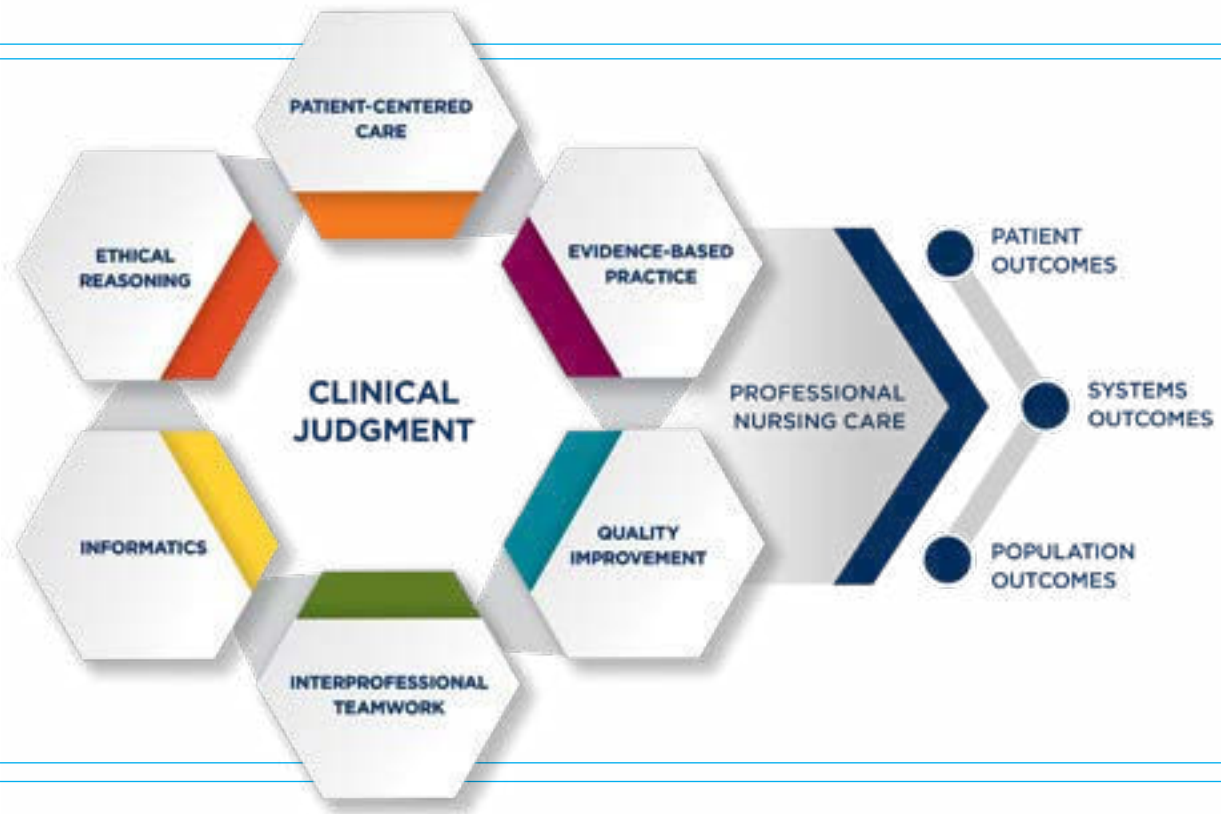 PATIENT-CENTERED
CARE
ETHICAL
REASONING
EVIDENCE-BASED
PRACTICE
CLINICAL
JUDGMENT
INFORMATICS
QUALITY
IMPROVEMENT
INTERPROFESSIONAL
TEAMWORK
PROFESSIONAL
NURSING CARE
PATIENT
OUTCOMES
SYSTEMS
OUTCOMES
POPULATION
OUTCOMES